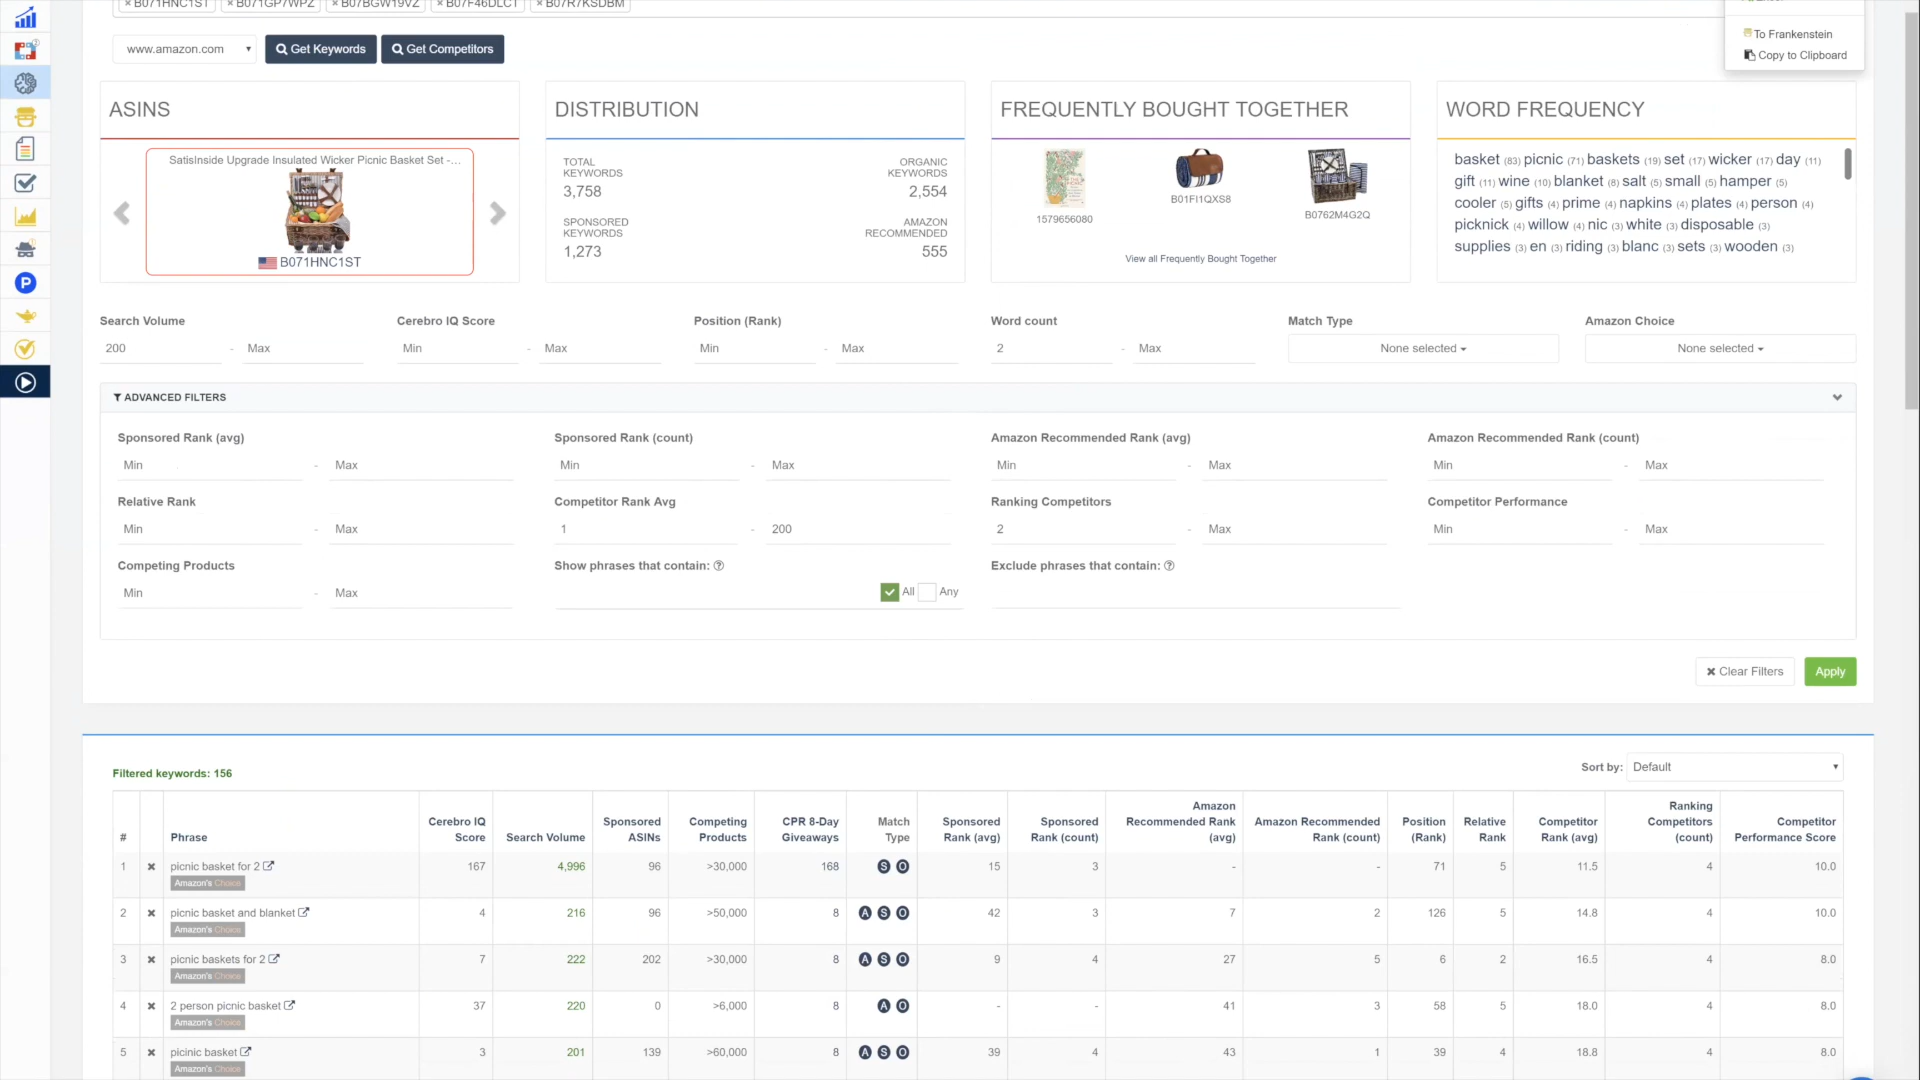 × B071HNC1ST × B071GP7WPZ × B07BGW19VZ × B07F46DLCT × B07R7KSDBM
To Frankenstein
Copy to Clipboard
www.amazon.com Get Keywords Get Competitors
ASINS
SatisInside Upgrade Insulated Wicker Picnic Basket Set -...
B071HNC1ST
DISTRIBUTION
TOTAL KEYWORDS
3,758
ORGANIC KEYWORDS
2,554
SPONSORED KEYWORDS
1,273
AMAZON RECOMMENDED
555
FREQUENTLY BOUGHT TOGETHER
1579656080
B01FI1QXS8
B0762M4G2Q
View all Frequently Bought Together
WORD FREQUENCY
basket (83) picnic (71) baskets (19) set (17) wicker (17) day (11)
gift (11) wine (10) blanket (8) salt (5) small (5) hamper (5)
cooler (5) gifts (4) prime (4) napkins (4) plates (4) person (4)
picknick (4) willow (4) nic (3) white (3) disposable (3)
supplies (3) en (3) riding (3) blanc (3) sets (3) wooden (3)
Search Volume Cerebro IQ Score Position (Rank) Word count Match Type Amazon Choice
200 - Max Min - Max Min - Max 2 - Max None selected None selected
ADVANCED FILTERS
Sponsored Rank (avg) Sponsored Rank (count) Amazon Recommended Rank (avg) Amazon Recommended Rank (count)
Min - Max Min - Max Min - Max Min - Max
Relative Rank Competitor Rank Avg Ranking Competitors Competitor Performance
Min - Max 1 - 200 2 - Max Min - Max
Competing Products Show phrases that contain: Exclude phrases that contain:
Min - Max All Any
Clear Filters Apply
Filtered keywords: 156
Sort by: Default
# Phrase Cerebro IQ Score Search Volume Sponsored ASINs Competing Products CPR 8-Day Giveaways Match Type Sponsored Rank (avg) Sponsored Rank (count) Amazon Recommended Rank (avg) Amazon Recommended Rank (count) Position (Rank) Relative Rank Competitor Rank (avg) Ranking Competitors (count) Competitor Performance Score
1 picnic basket for 2 167 4,996 96 >30,000 168 S O 15 3 - - 71 5 11.5 4 10.0
Amazon's Choice
2 picnic basket and blanket 4 216 96 >50,000 8 A S O 42 3 7 2 126 5 14.8 4 10.0
Amazon's Choice
3 picnic baskets for 2 7 222 202 >30,000 8 A S O 9 4 27 5 6 2 16.5 4 8.0
Amazon's Choice
4 2 person picnic basket 37 220 0 >6,000 8 A O - - 41 3 58 5 18.0 4 8.0
Amazon's Choice
5 picinic basket 3 201 139 >60,000 8 A S O 39 4 43 1 39 4 18.8 4 8.0
Amazon's Choice